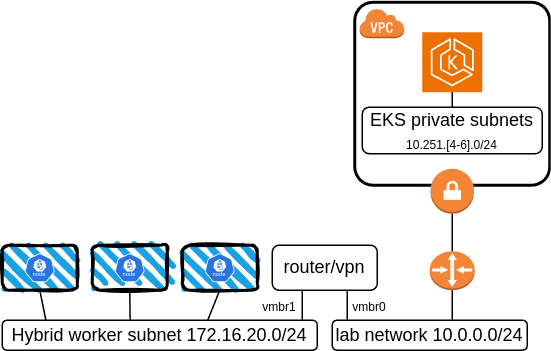 VPC
K
EKS private subnets
10.251.[4-6].0/24
node
node
node
router/vpn
vmbr1
vmbr0
Hybrid worker subnet 172.16.20.0/24
lab network 10.0.0.0/24